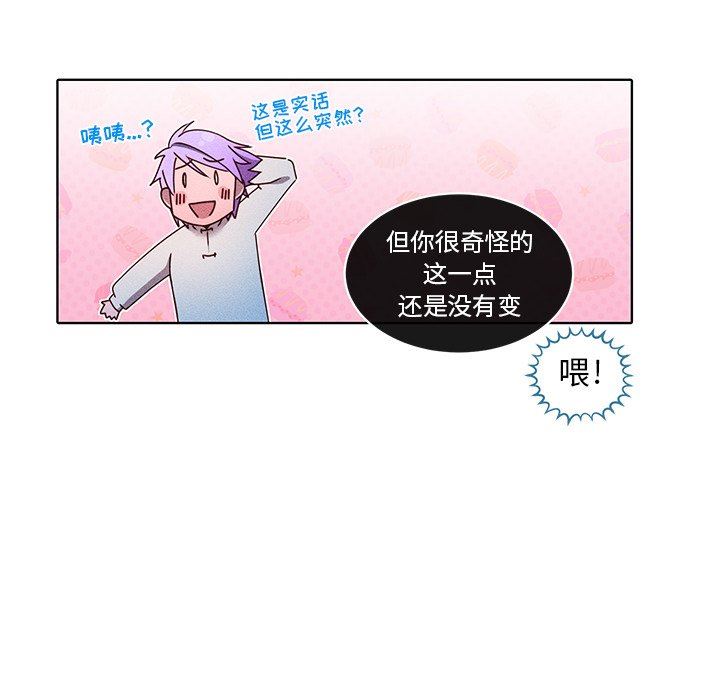 咦咦...?
这是实话
但这么突然?
但你很奇怪的
这一点
还是没有变
喂!